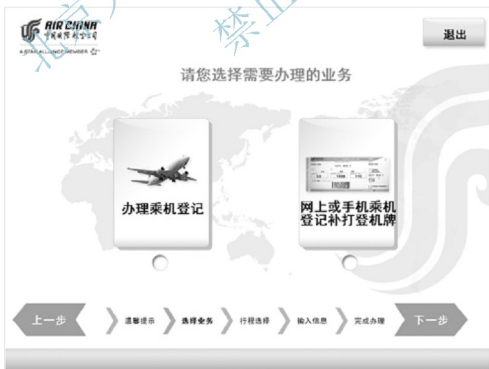 AIR CHINA
中国国际航空公司
A STAR ALLIANCE MEMBER
退出
请您选择需要办理的业务
办理乘机登记
网上或手机乘机
登记补打登机牌
上一步
温馨提示
选择业务
行程选择
输入信息
完成办理
下一步